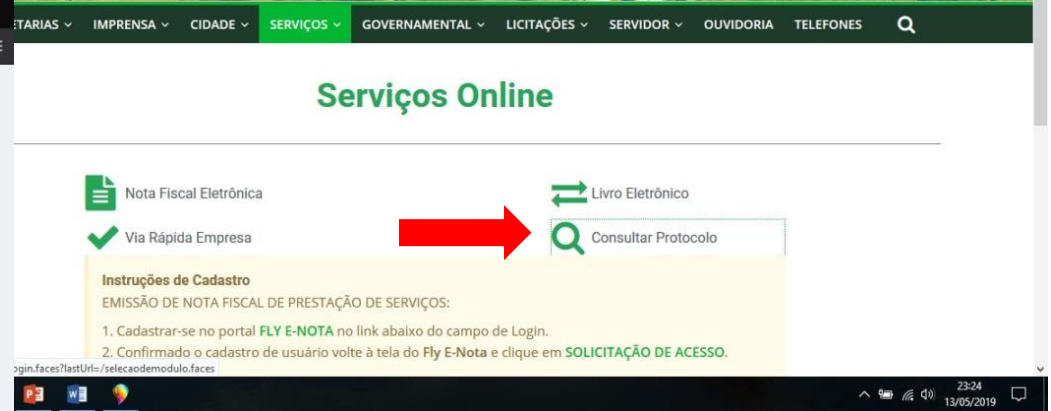 ETARIAS IMPRENSA CIDADE SERVIÇOS GOVERNAMENTAL LICITAÇÕES SERVIDOR OUVIDORIA TELEFONES
Serviços Online
Nota Fiscal Eletrônica
Livro Eletrônico
Via Rápida Empresa
Consultar Protocolo
Instruções de Cadastro
EMISSÃO DE NOTA FISCAL DE PRESTAÇÃO DE SERVIÇOS:
1. Cadastrar-se no portal FLY E-NOTA no link abaixo do campo de Login.
2. Confirmado o cadastro de usuário volte à tela do Fly E-Nota e clique em SOLICITAÇÃO DE ACESSO.
ogin.faces?lastUrl=/selecaodemodulo.faces
23:24
13/05/2019